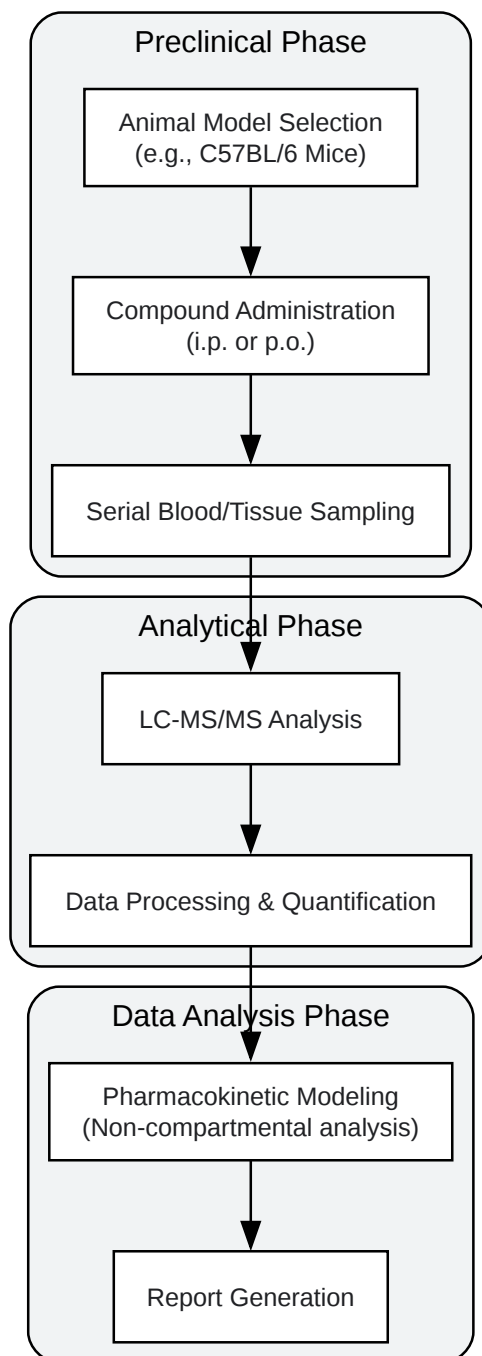 Preclinical Phase
Animal Model Selection
(e.g., C57BL/6 Mice)
Compound Administration
(i.p. or p.o.)
Serial Blood/Tissue Sampling
Analytical Phase
LC-MS/MS Analysis
Data Processing & Quantification
Data Analysis Phase
Pharmacokinetic Modeling
(Non-compartmental analysis)
Report Generation